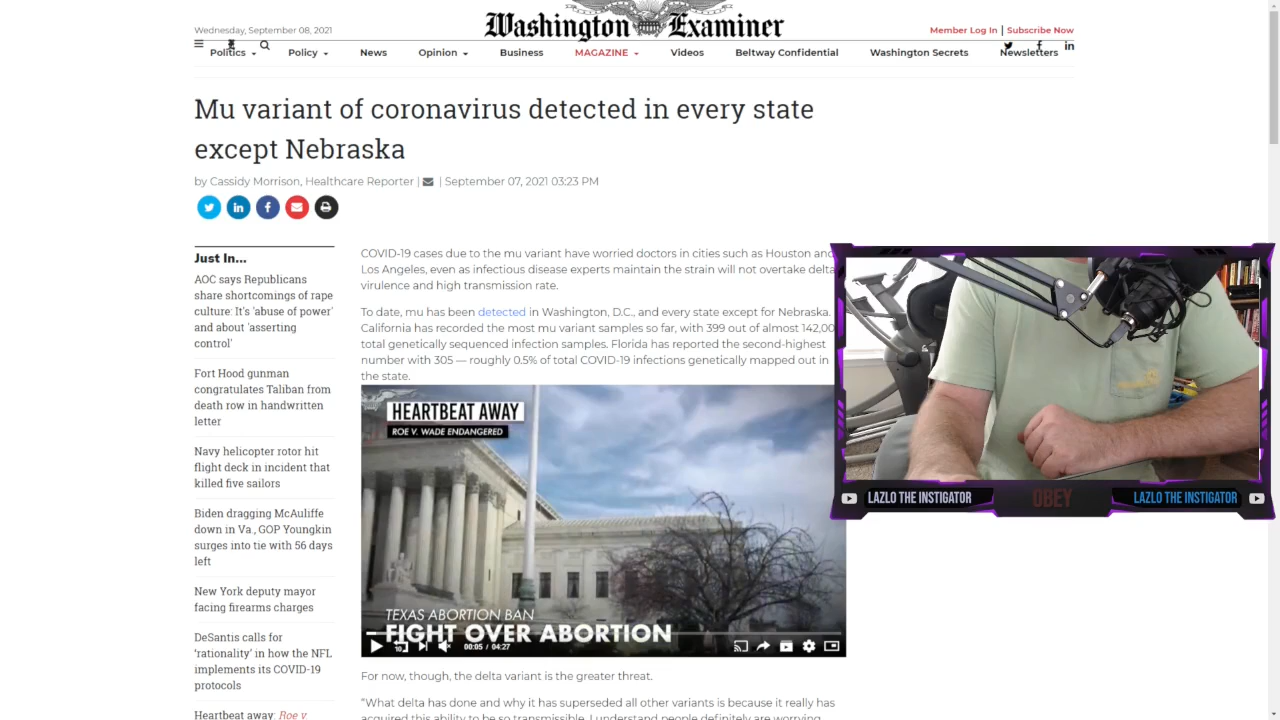 Washington Examiner
Wednesday, September 08, 2021
Member Log In | Subscribe Now
Politics Policy News Opinion Business MAGAZINE Videos Beltway Confidential Washington Secrets Newsletters
Mu variant of coronavirus detected in every state
except Nebraska
by Cassidy Morrison, Healthcare Reporter | | September 07, 2021 03:23 PM
Just In...
AOC says Republicans
share shortcomings of rape
culture: It's 'abuse of power'
and about 'asserting
control'
Fort Hood gunman
congratulates Taliban from
death row in handwritten
letter
Navy helicopter rotor hit
flight deck in incident that
killed five sailors
Biden dragging McAuliffe
down in Va., GOP Youngkin
surges into tie with 56 days
left
New York deputy mayor
facing firearms charges
DeSantis calls for
'rationality' in how the NFL
implements its COVID-19
protocols
Heartbeat away: Roe v
COVID-19 cases due to the mu variant have worried doctors in cities such as Houston and
Los Angeles, even as infectious disease experts maintain the strain will not overtake delta
virulence and high transmission rate.
To date, mu has been detected in Washington, D.C., and every state except for Nebraska.
California has recorded the most mu variant samples so far, with 399 out of almost 142,00
total genetically sequenced infection samples. Florida has reported the second-highest
number with 305 — roughly 0.5% of total COVID-19 infections genetically mapped out in
the state.
HEARTBEAT AWAY
ROE V. WADE ENDANGERED
TEXAS ABORTION BAN
FIGHT OVER ABORTION
10
00:05 / 04:27
For now, though, the delta variant is the greater threat.
"What delta has done and why it has superseded all other variants is because it really has
acquired this ability to be so transmissible. I understand people definitely are worrying
LAZLO THE INSTIGATOR
OBEY
LAZLO THE INSTIGATOR